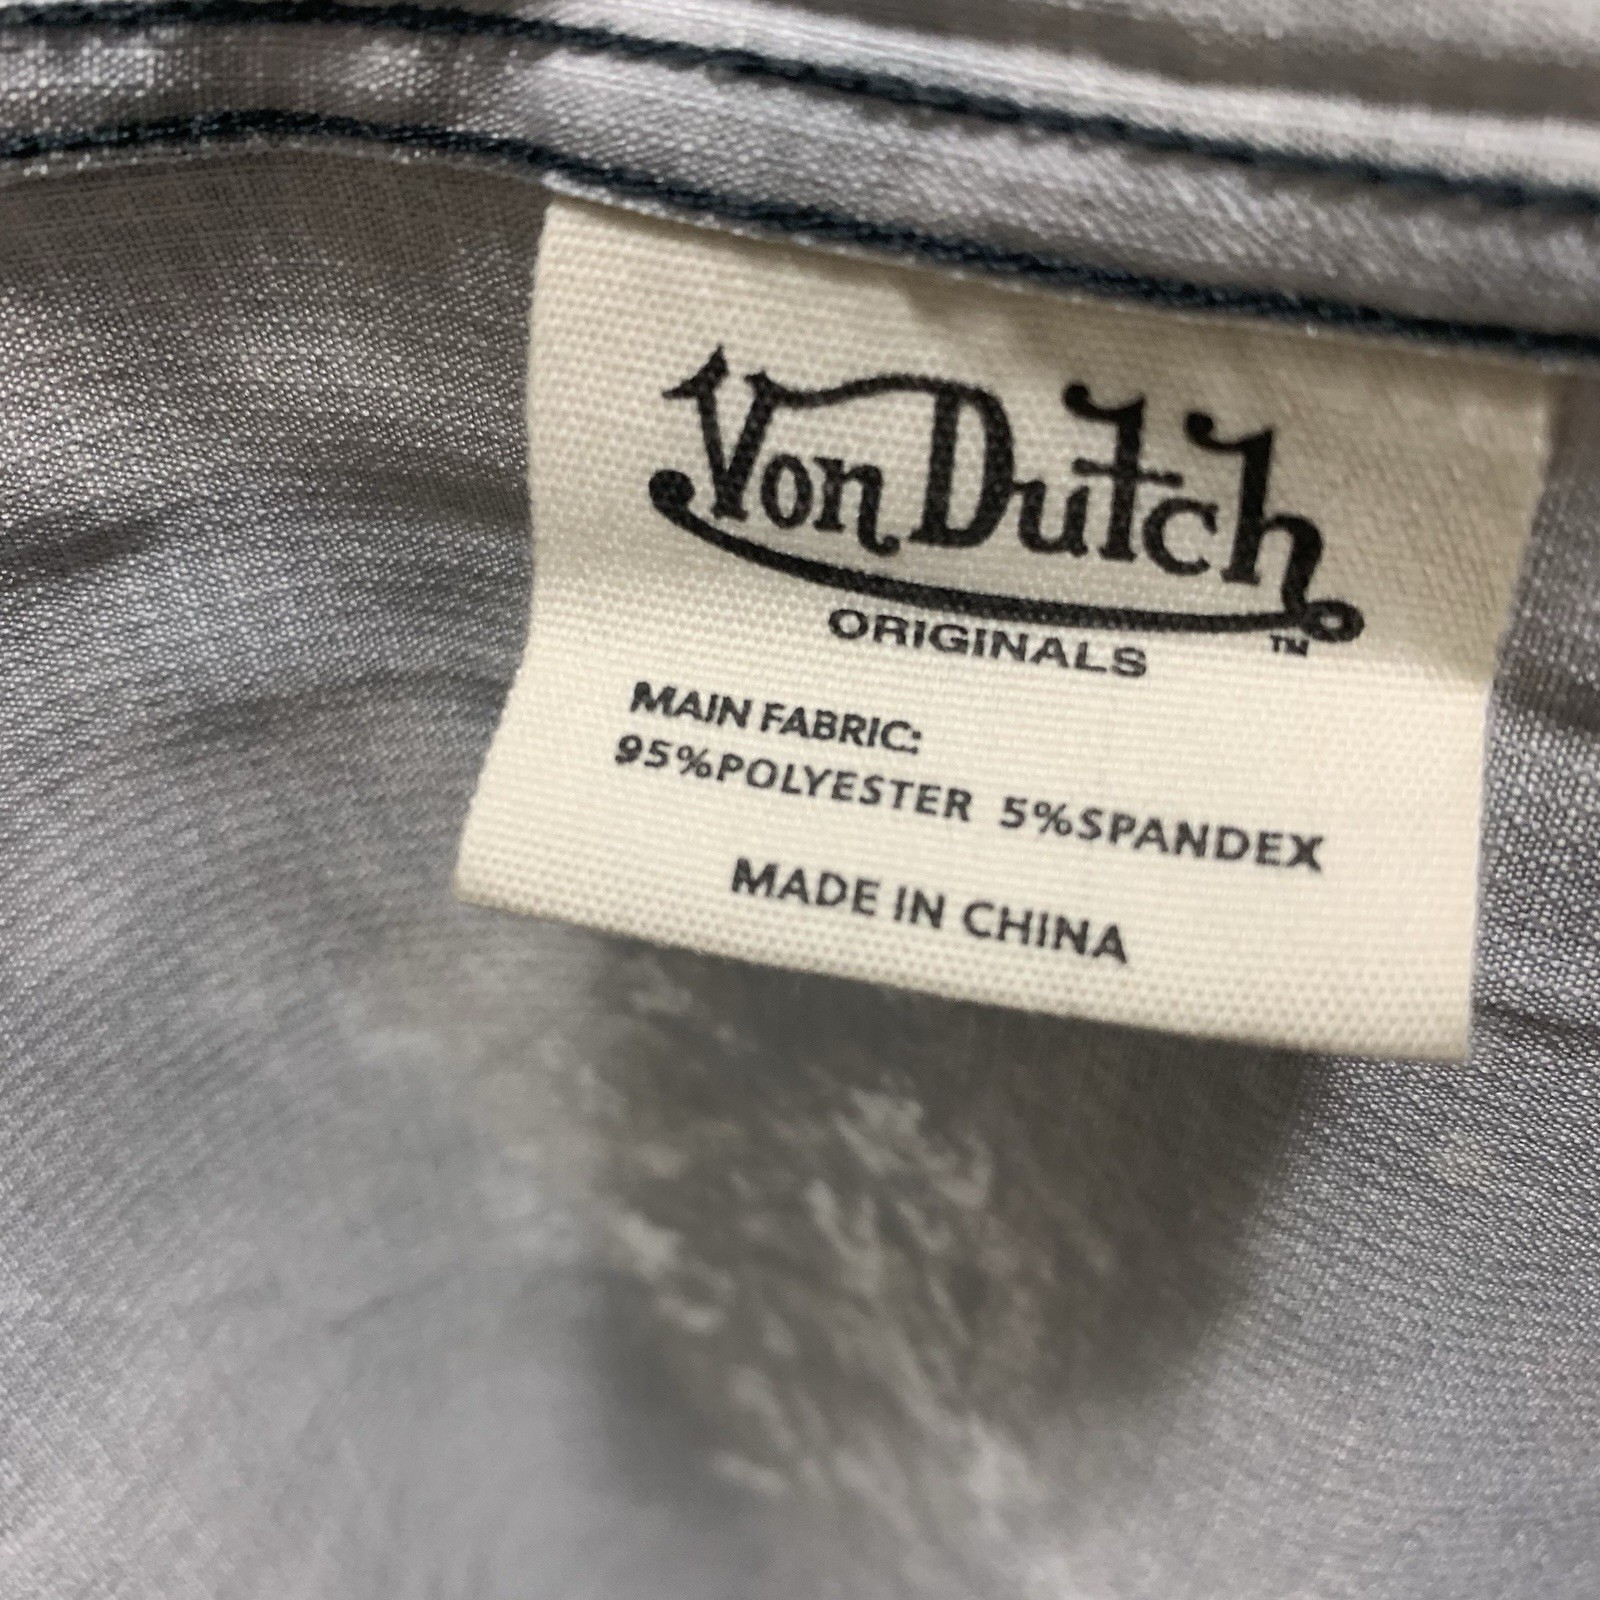 Von Dutch
ORIGINALS ™
MAIN FABRIC:
95%POLYESTER 5%SPANDEX
MADE IN CHINA